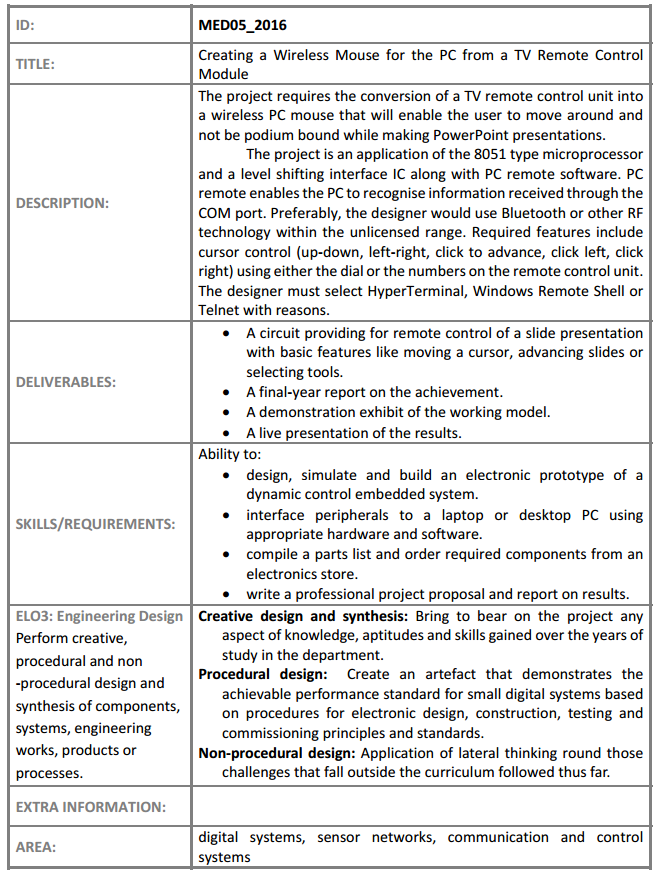 ID:
MED05_2016
TITLE:
Creating a Wireless Mouse for the PC from a TV Remote Control
Module
DESCRIPTION:
The project requires the conversion of a TV remote control unit into
a wireless PC mouse that will enable the user to move around and
not be podium bound while making PowerPoint presentations.
The project is an application of the 8051 type microprocessor
and a level shifting interface IC along with PC remote software. PC
remote enables the PC to recognise information received through the
COM port. Preferably, the designer would use Bluetooth or other RF
technology within the unlicensed range. Required features include
cursor control (up-down, left-right, click to advance, click left, click
right) using either the dial or the numbers on the remote control unit.
The designer must select HyperTerminal, Windows Remote Shell or
Telnet with reasons.
DELIVERABLES:
• A circuit providing for remote control of a slide presentation
with basic features like moving a cursor, advancing slides or
selecting tools.
• A final-year report on the achievement.
• A demonstration exhibit of the working model.
• A live presentation of the results.
SKILLS/REQUIREMENTS:
Ability to:
• design, simulate and build an electronic prototype of a
dynamic control embedded system.
• interface peripherals to a laptop or desktop PC using
appropriate hardware and software.
• compile a parts list and order required components from an
electronics store.
• write a professional project proposal and report on results.
ELO3: Engineering Design
Perform creative,
procedural and non
-procedural design and
synthesis of components,
systems, engineering
works, products or
processes.
Creative design and synthesis: Bring to bear on the project any
aspect of knowledge, aptitudes and skills gained over the years of
study in the department.
Procedural design: Create an artefact that demonstrates the
achievable performance standard for small digital systems based
on procedures for electronic design, construction, testing and
commissioning principles and standards.
Non-procedural design: Application of lateral thinking round those
challenges that fall outside the curriculum followed thus far.
EXTRA INFORMATION:
AREA:
digital systems, sensor networks, communication and control
systems